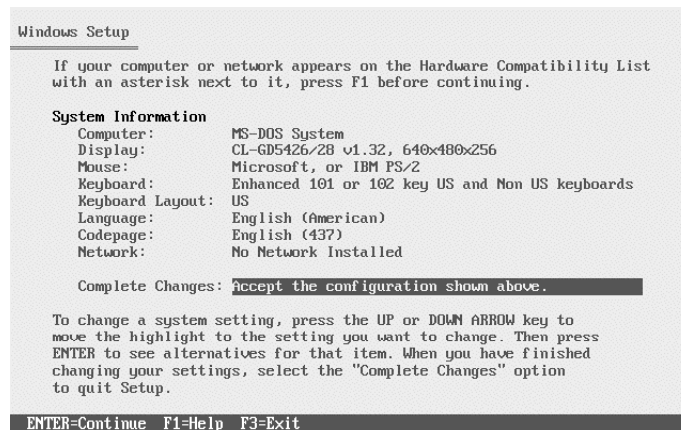 Windows Setup
If your computer or network appears on the Hardware Compatibility List
with an asterisk next to it, press F1 before continuing.
System Information
Computer: MS-DOS System
Display: CL-GD5426/28 v1.32, 640x480x256
Mouse: Microsoft, or IBM PS/2
Keyboard: Enhanced 101 or 102 key US and Non US keyboards
Keyboard Layout: US
Language: English (American)
Codepage: English (437)
Network: No Network Installed
Complete Changes: Accept the configuration shown above.
To change a system setting, press the UP or DOWN ARROW key to
move the highlight to the setting you want to change. Then press
ENTER to see alternatives for that item. When you have finished
changing your settings, select the "Complete Changes" option
to quit Setup.
ENTER=Continue F1=Help F3=Exit